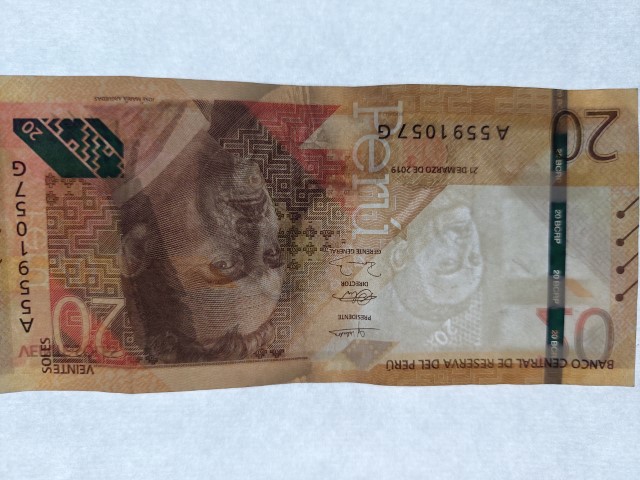 BANCO CENTRAL DE RESERVA DEL PERÚ
VEINTE
SOLES
20
20 BCRP
20 BCRP
20 BCRP
20
PRESIDENTE
DIRECTOR
GERENTE GENERAL
A5591057G
Perú
21 DE MARZO DE 2019
20
A5591057G
20
JOSÉ MARÍA ARGUEDAS